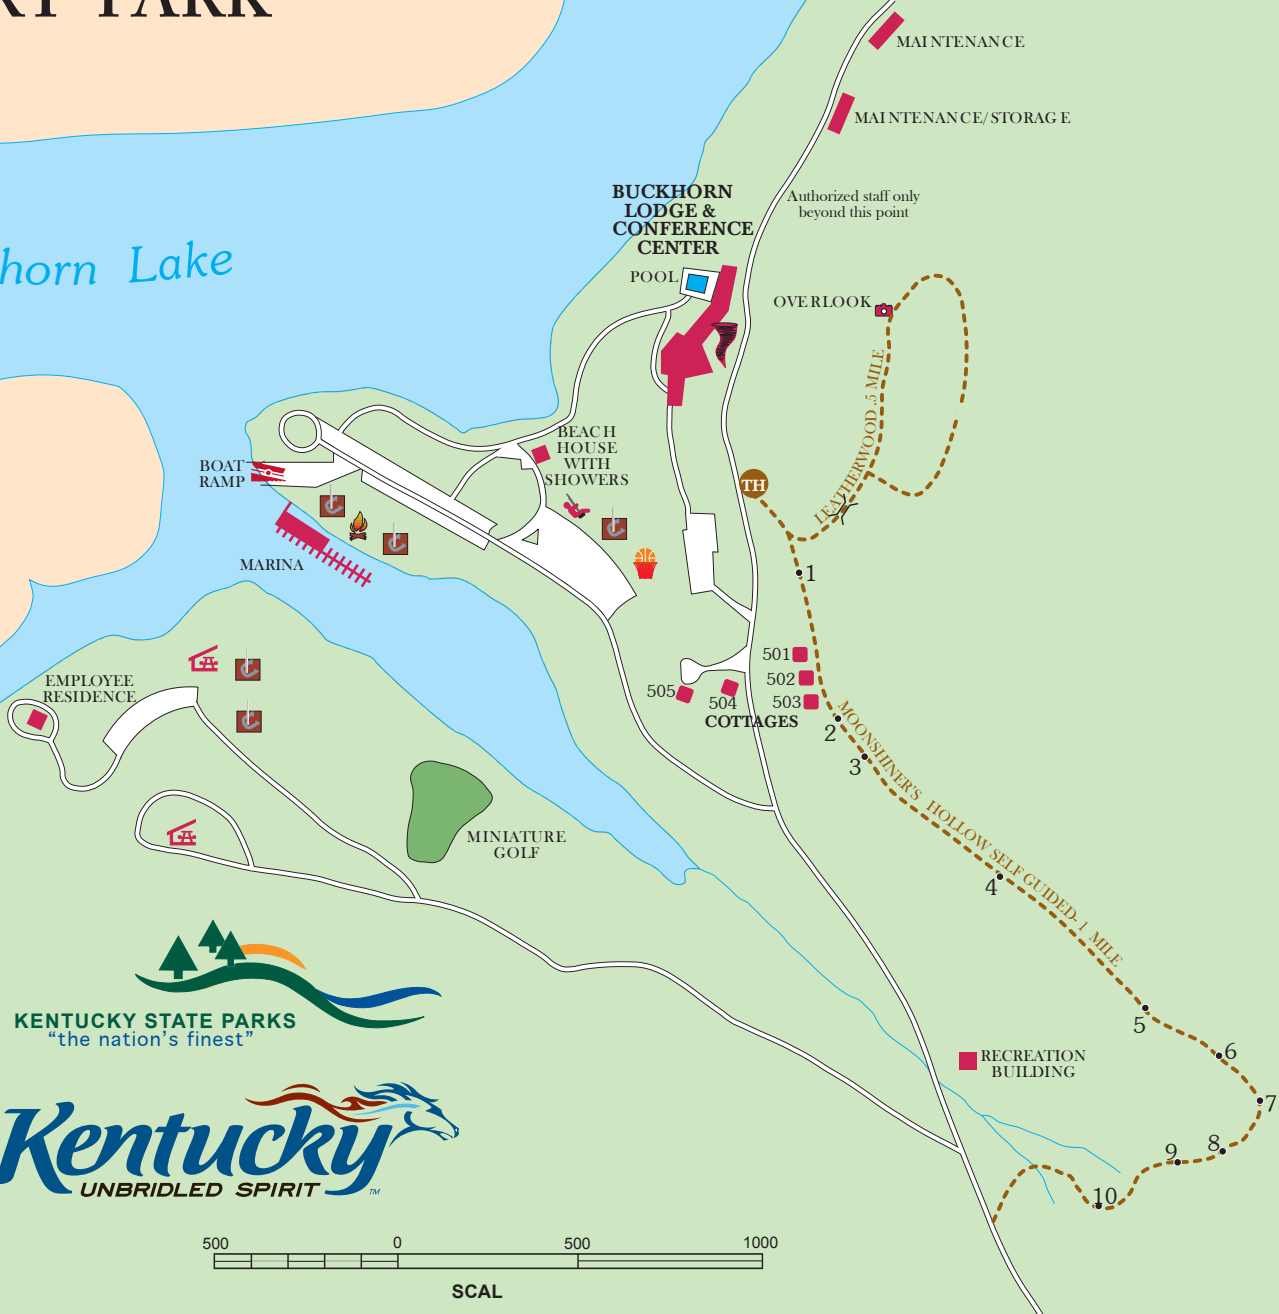 PARK
MAINTENANCE
MAINTENANCE/STORAGE
Authorized staff only
beyond this point
BUCKHORN
LODGE &
CONFERENCE
CENTER
POOL
horn Lake
OVERLOOK
LEATHERWOOD .5 MILE
BEACH
HOUSE
WITH
SHOWERS
BOAT
RAMP
TH
MARINA
1
501
502
503
504
505
COTTAGES
EMPLOYEE
RESIDENCE
2
3
MOONSHINER'S HOLLOW SELF GUIDED- 1 MILE
MINIATURE
GOLF
4
5
6
7
8
9
10
RECREATION
BUILDING
KENTUCKY STATE PARKS
“the nation’s finest”
Kentucky
UNBRIDLED SPIRIT™
500 0 500 1000
SCAL